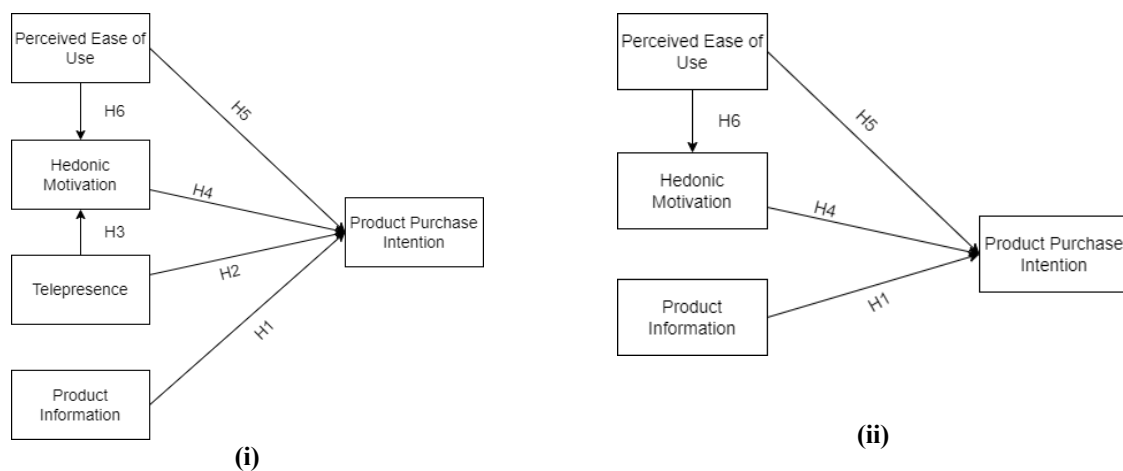 Perceived Ease of
Use
H6
H5
Hedonic
Motivation
H4
H3
Telepresence
H2
Product Purchase
Intention
H1
Product
Information
(i)
Perceived Ease of
Use
H6
H5
Hedonic
Motivation
H4
Product Purchase
Intention
Product
Information
H1
(ii)